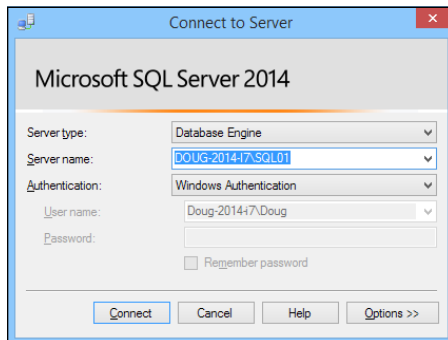 Connect to Server
Microsoft SQL Server 2014
Server type: Database Engine
Server name: DOUG-2014-I7\SQL01
Authentication: Windows Authentication
User name: Doug-2014-i7\Doug
Password:
Remember password
Connect Cancel Help Options >>